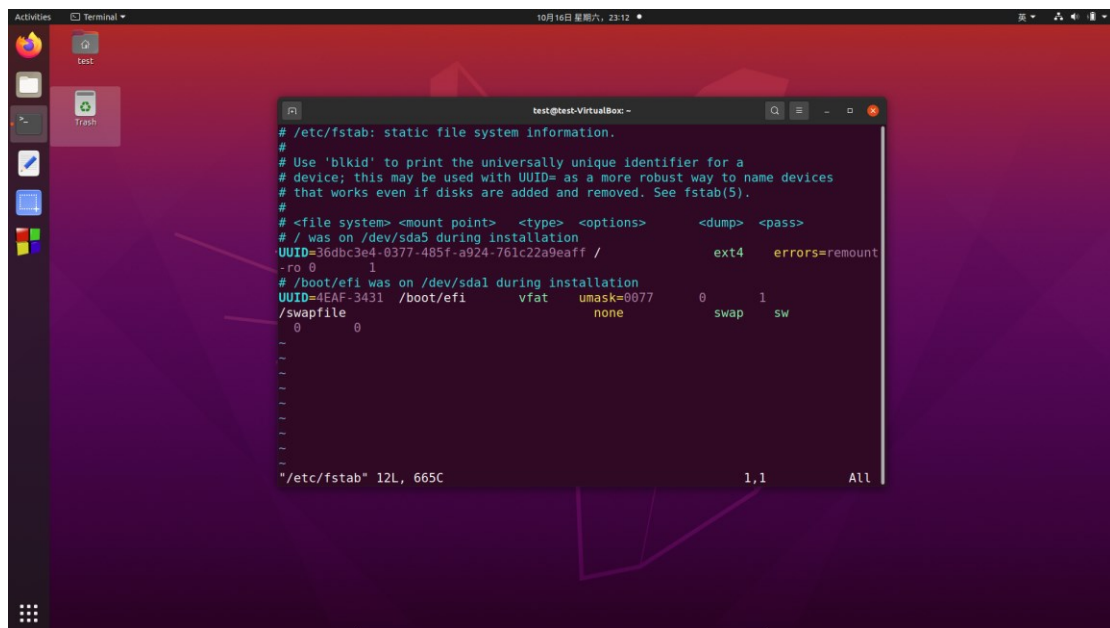 Activities Terminal 10月16日 星期六，23:12 英
test
Trash
test@test-VirtualBox: ~
# /etc/fstab: static file system information.
#
# Use 'blkid' to print the universally unique identifier for a
# device; this may be used with UUID= as a more robust way to name devices
# that works even if disks are added and removed. See fstab(5).
#
# <file system> <mount point>   <type>  <options>       <dump>  <pass>
# / was on /dev/sda5 during installation
UUID=36dbc3e4-0377-485f-a924-761c22a9eaff /               ext4    errors=remount
-ro 0       1
# /boot/efi was on /dev/sda1 during installation
UUID=4EAF-3431  /boot/efi       vfat    umask=0077      0       1
/swapfile                                 none            swap    sw
  0       0
~
~
~
~
~
~
~
~
~
"/etc/fstab" 12L, 665C                                        1,1           All